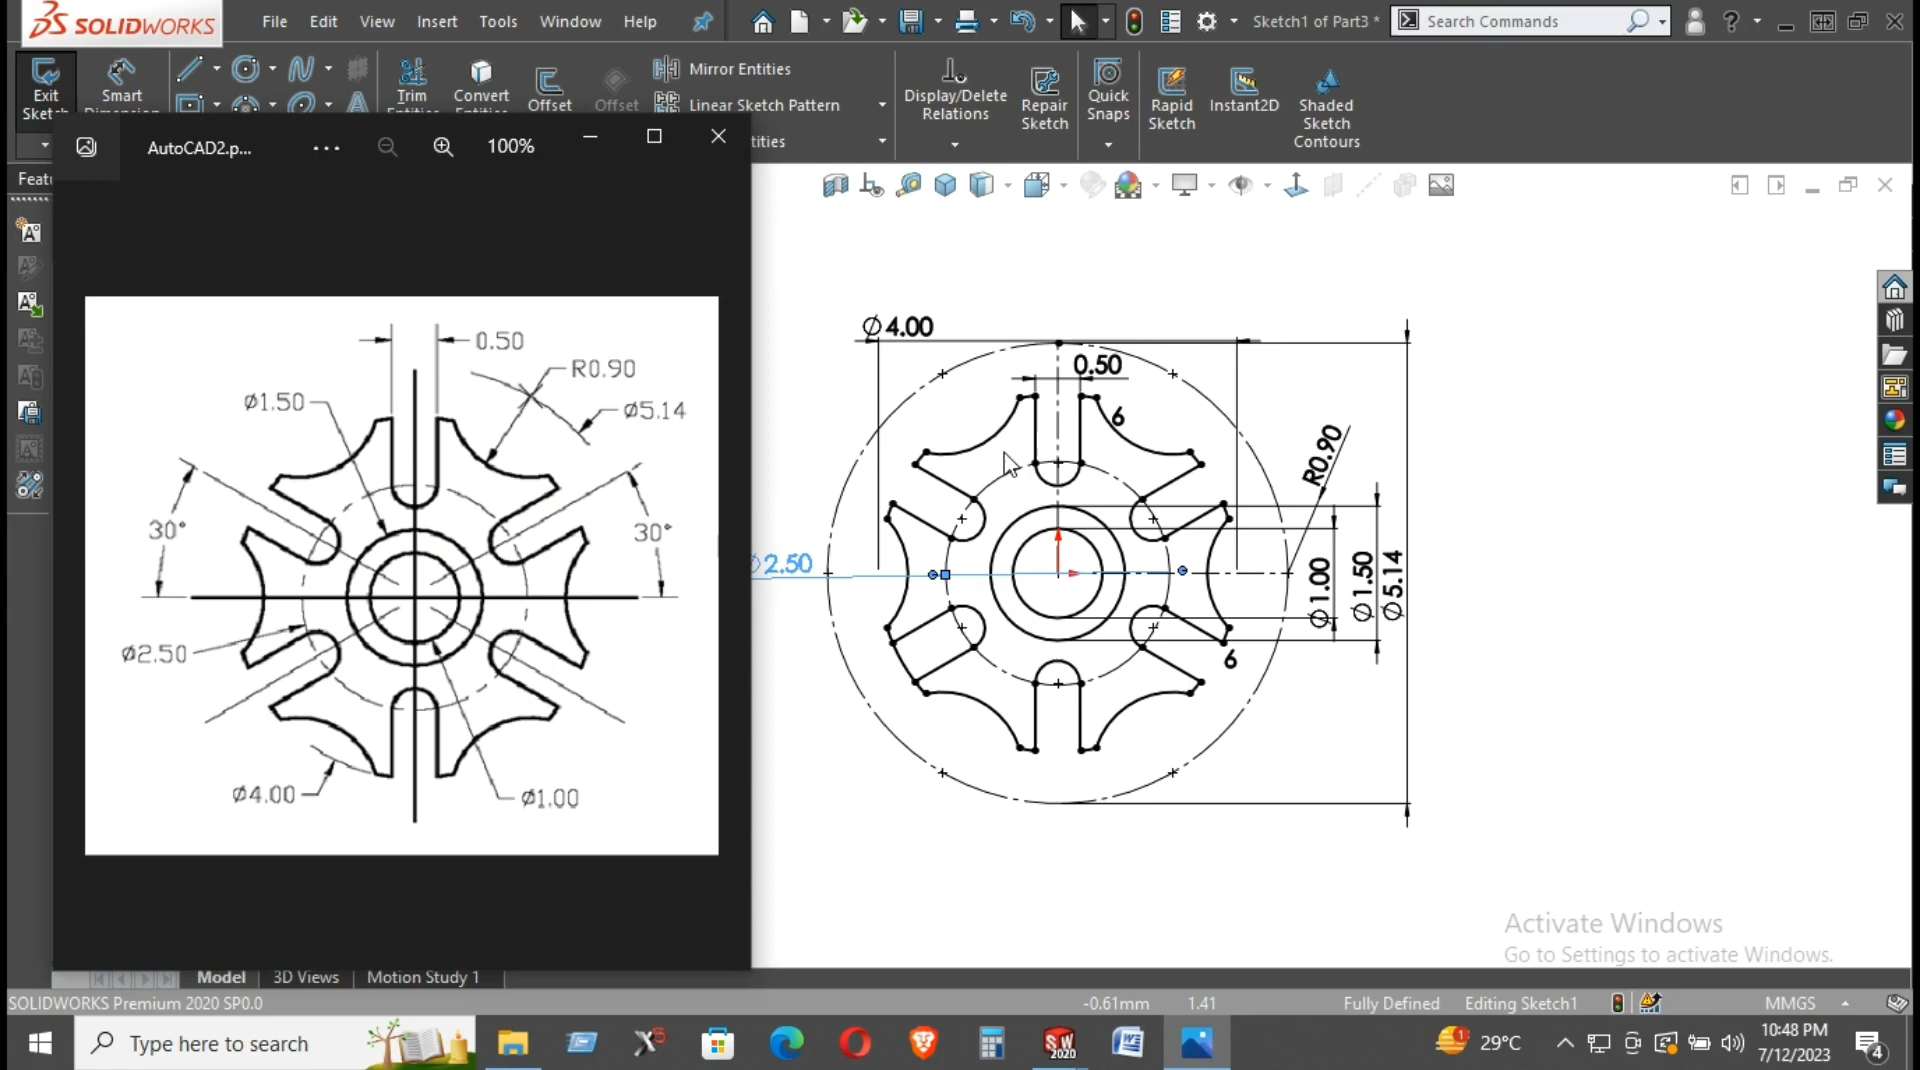 SOLIDWORKS File Edit View Insert Tools Window Help Sketch1 of Part3 * Search Commands
Exit Sketch
Smart
Trim
Convert
Offset
Offset
Mirror Entities
Linear Sketch Pattern
Display/Delete Relations
Repair Sketch
Quick Snaps
Rapid Sketch
Instant2D
Shaded Sketch Contours
AutoCAD2.p... ... 100%
0.50
R0.90
Ø1.50
Ø5.14
30°
30°
Ø2.50
Ø4.00
Ø1.00
Ø4.00
0.50
6
R0.90
2.50
Ø1.00
Ø1.50
Ø5.14
6
Activate Windows
Go to Settings to activate Windows.
Model 3D Views Motion Study 1
SOLIDWORKS Premium 2020 SP0.0 -0.61mm 1.41 Fully Defined Editing Sketch1 MMGS
Type here to search
SW 2020
29°C
10:48 PM
7/12/2023
4